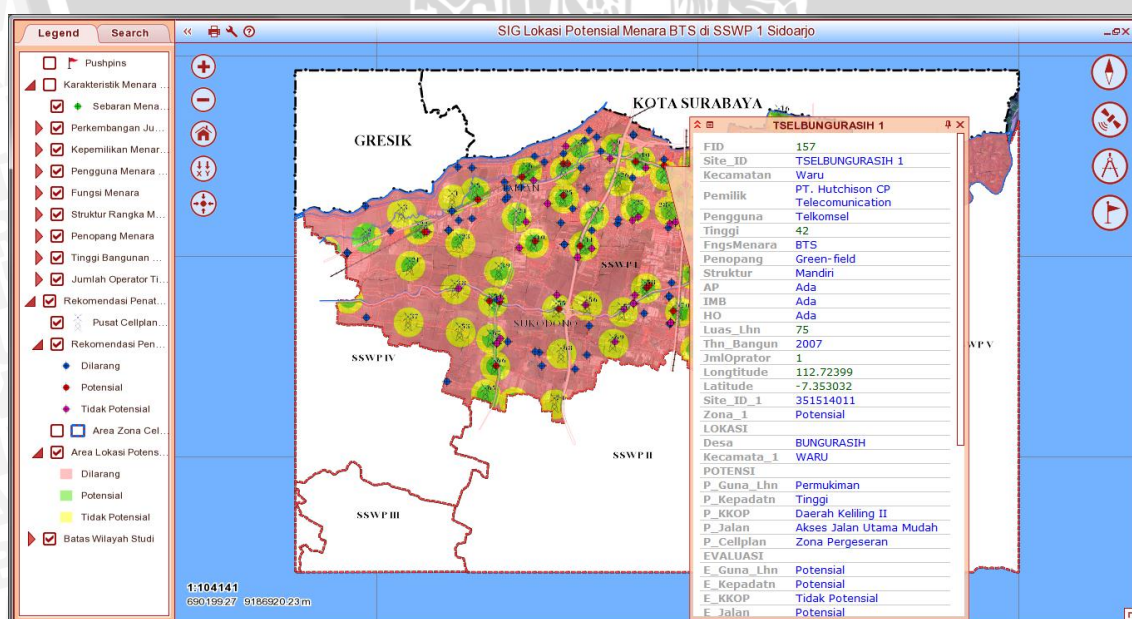 Legend Search
SIG Lokasi Potensial Menara BTS di SSWP 1 Sidoarjo
Pushpins
Karakteristik Menara ...
Sebaran Mena...
Perkembangan Ju...
Kepemilikan Menar...
Pengguna Menara ...
Fungsi Menara
Struktur Rangka M...
Penopang Menara
Tinggi Bangunan ...
Jumlah Operator Ti...
Rekomendasi Penat...
Pusat Cellplan...
Rekomendasi Pen...
Dilarang
Potensial
Tidak Potensial
Area Zona Cel...
Area Lokasi Potens...
Dilarang
Potensial
Tidak Potensial
Batas Wilayah Studi
KOTA SURABAYA
GRESIK
TAMAN
SSWP I
SUKODONO
SSWP IV
SSWP II
SSWP III
WP V
1:104141
690199.27 9186920.23 m
TSELBUNGURASIH 1
FID 157
Site_ID TSELBUNGURASIH 1
Kecamatan Waru
Pemilik PT. Hutchison CP
Telecomunication
Pengguna Telkomsel
Tinggi 42
FngsMenara BTS
Penopang Green-field
Struktur Mandiri
AP Ada
IMB Ada
HO Ada
Luas_Lhn 75
Thn_Bangun 2007
JmlOprator 1
Longtitude 112.72399
Latitude -7.353032
Site_ID_1 351514011
Zona_1 Potensial
LOKASI
Desa BUNGURASIH
Kecamata_1 WARU
POTENSI
P_Guna_Lhn Permukiman
P_Kepadatn Tinggi
P_KKOP Daerah Keliling II
P_Jalan Akses Jalan Utama Mudah
P_Cellplan Zona Pergeseran
EVALUASI
E_Guna_Lhn Potensial
E_Kepadatn Potensial
E_KKOP Tidak Potensial
E_Jalan Potensial